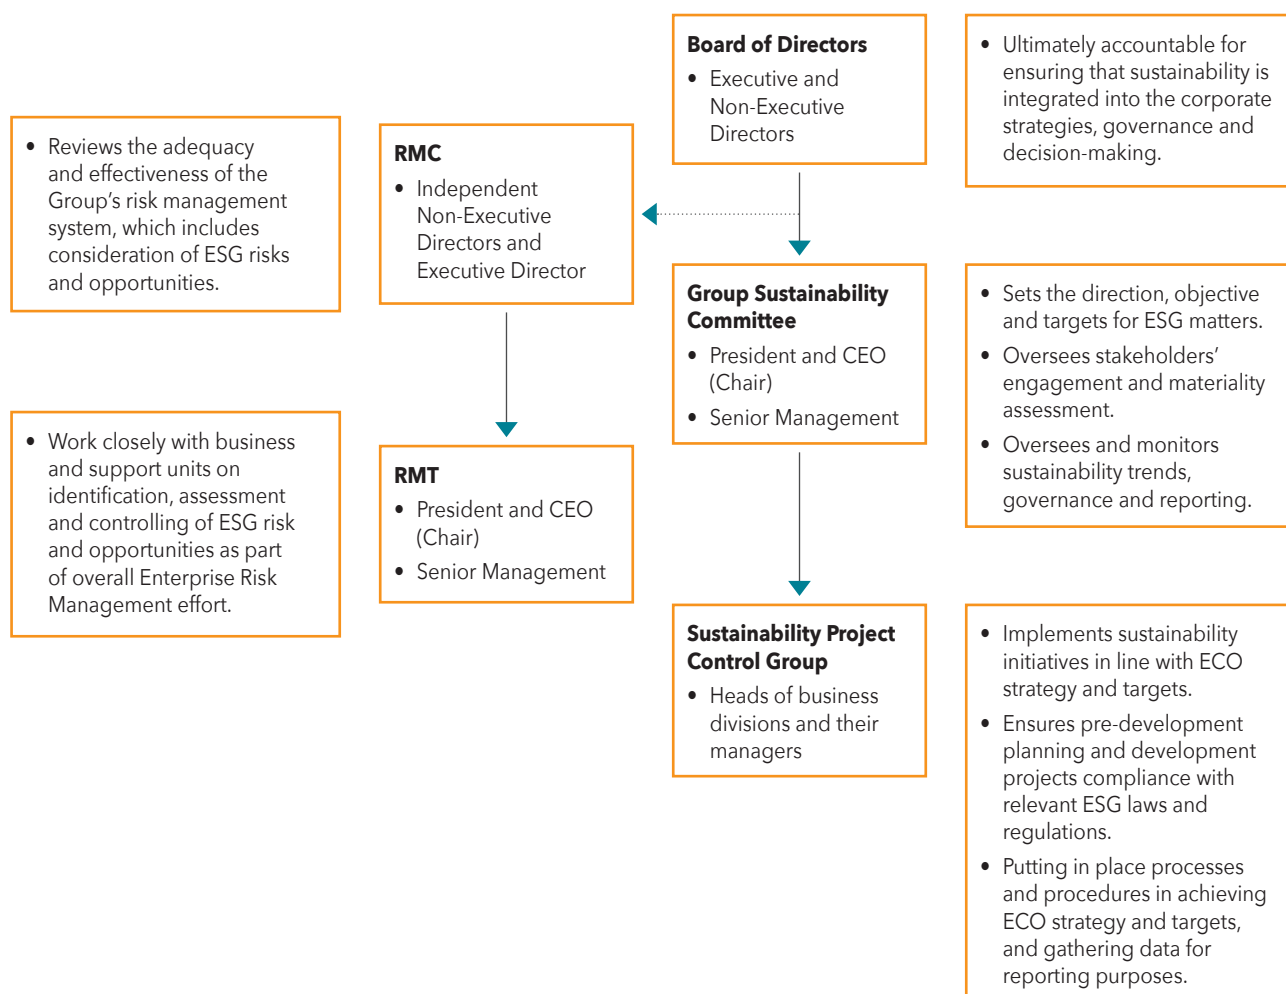 Board of Directors
• Executive and
Non-Executive
Directors
• Ultimately accountable for
ensuring that sustainability is
integrated into the corporate
strategies, governance and
decision-making.
• Reviews the adequacy
and effectiveness of the
Group’s risk management
system, which includes
consideration of ESG risks
and opportunities.
RMC
• Independent
Non-Executive
Directors and
Executive Director
Group Sustainability
Committee
• President and CEO
(Chair)
• Senior Management
• Sets the direction, objective
and targets for ESG matters.
• Oversees stakeholders’
engagement and materiality
assessment.
• Oversees and monitors
sustainability trends,
governance and reporting.
• Work closely with business
and support units on
identification, assessment
and controlling of ESG risk
and opportunities as part
of overall Enterprise Risk
Management effort.
RMT
• President and CEO
(Chair)
• Senior Management
Sustainability Project
Control Group
• Heads of business
divisions and their
managers
• Implements sustainability
initiatives in line with ECO
strategy and targets.
• Ensures pre-development
planning and development
projects compliance with
relevant ESG laws and
regulations.
• Putting in place processes
and procedures in achieving
ECO strategy and targets,
and gathering data for
reporting purposes.